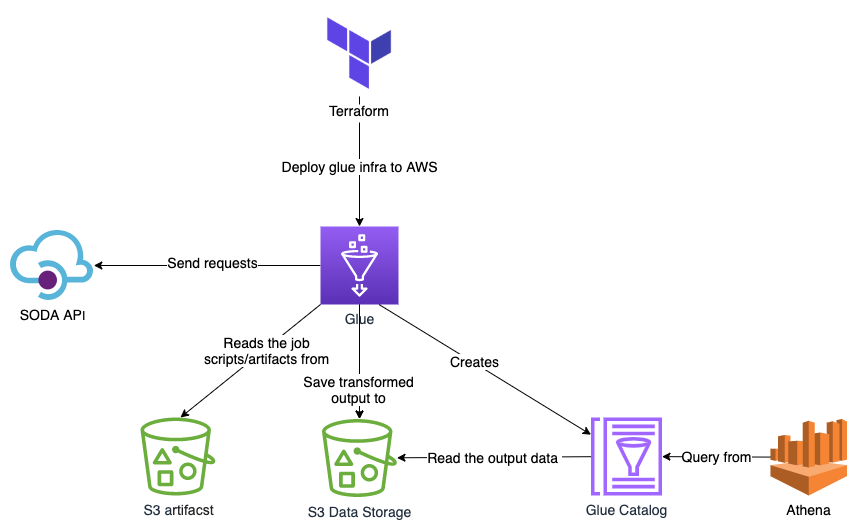 Terraform
Deploy glue infra to AWS
Send requests
SODA API
Glue
Reads the job
scripts/artifacts from
Save transformed
output to
Creates
Read the output data
Query from
S3 artifacst
S3 Data Storage
Glue Catalog
Athena